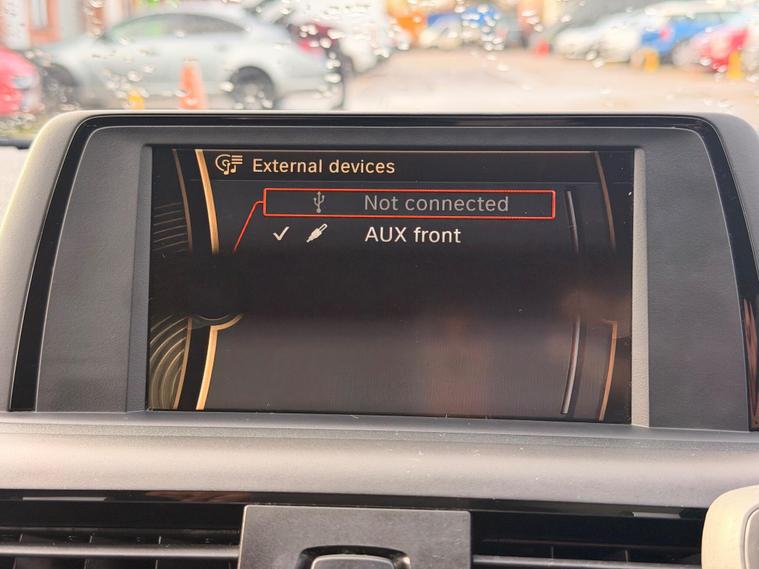 External devices
Not connected
AUX front